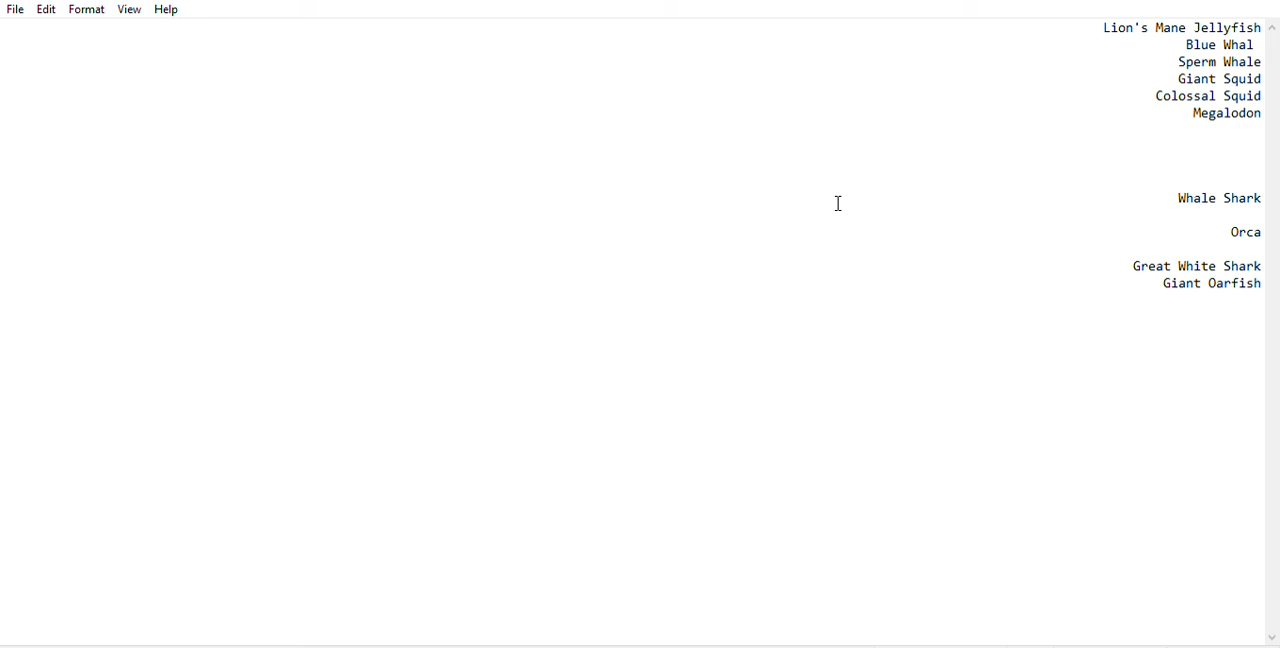 File Edit Format View Help
Lion's Mane Jellyfish
Blue Whal
Sperm Whale
Giant Squid
Colossal Squid
Megalodon
Whale Shark
Orca
Great White Shark
Giant Oarfish